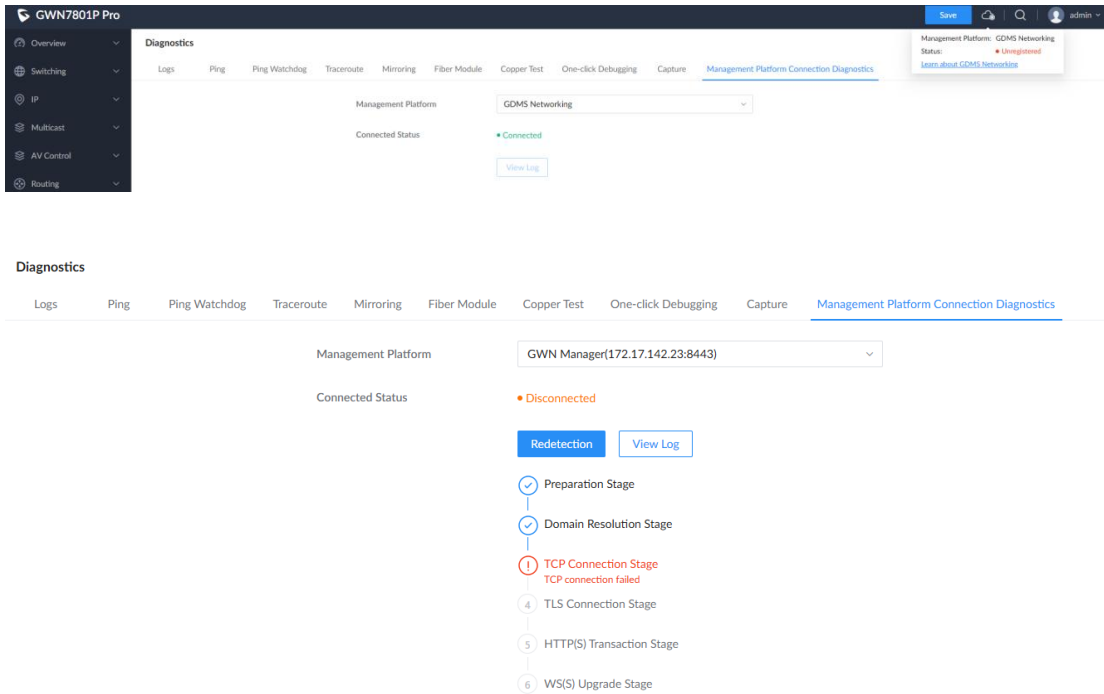 GWN7801P Pro
Save
admin
Overview
Switching
IP
Multicast
AV Control
Routing
Diagnostics
Logs Ping Ping Watchdog Traceroute Mirroring Fiber Module Copper Test One-click Debugging Capture Management Platform Connection Diagnostics
Management Platform: GDMS Networking
Status: Unregistered
Learn about GDMS Networking
Management Platform GDMS Networking
Connected Status Connected
View Log
Diagnostics
Logs Ping Ping Watchdog Traceroute Mirroring Fiber Module Copper Test One-click Debugging Capture Management Platform Connection Diagnostics
Management Platform GWN Manager(172.17.142.23:8443)
Connected Status Disconnected
Redetection View Log
Preparation Stage
Domain Resolution Stage
! TCP Connection Stage
TCP connection failed
4 TLS Connection Stage
5 HTTP(S) Transaction Stage
6 WS(S) Upgrade Stage